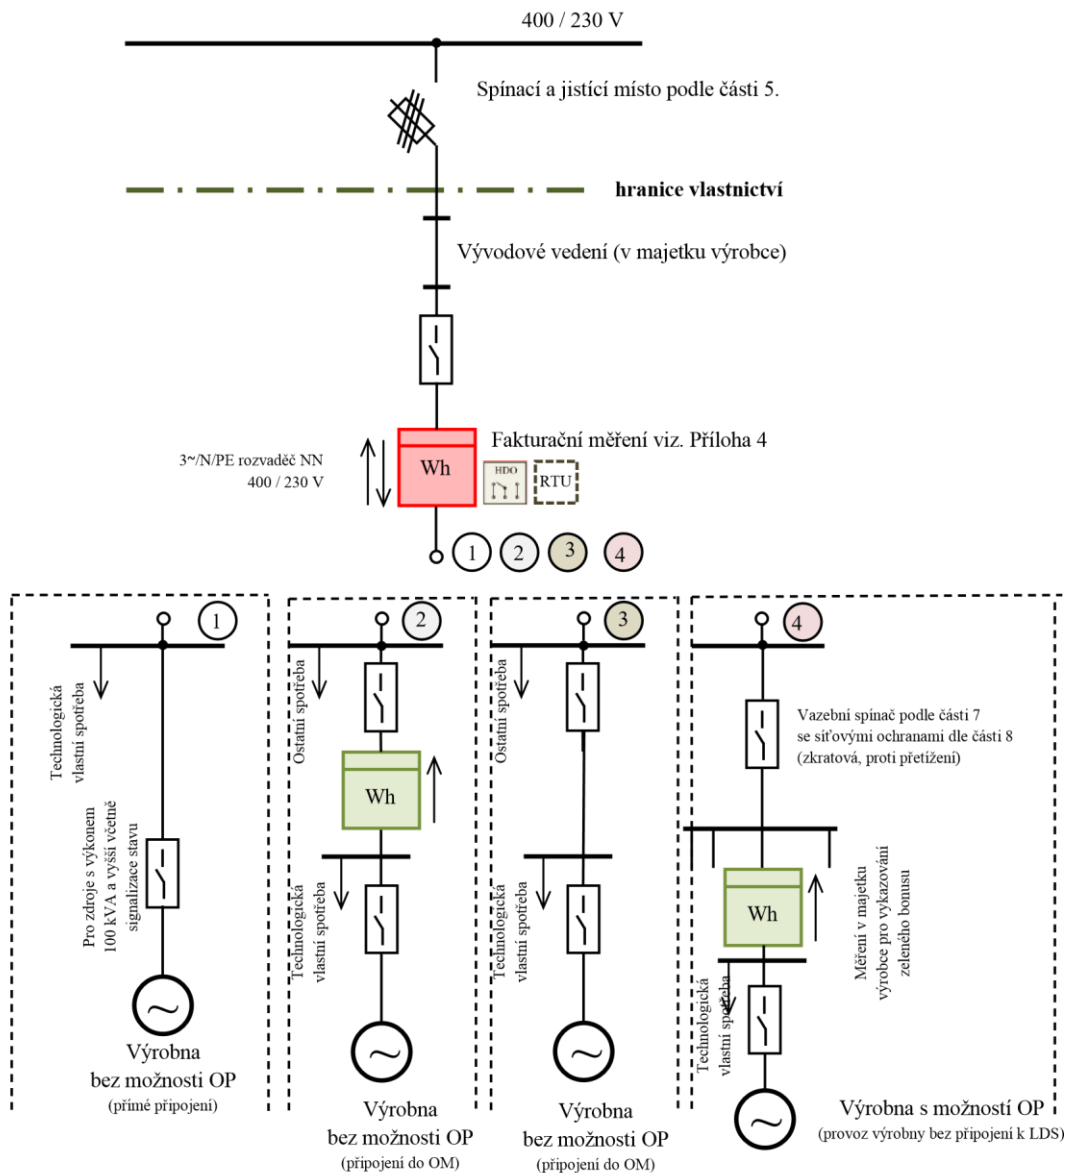 400 / 230 V
Spínací a jistící místo podle části 5.
hranice vlastnictví
Vývodové vedení (v majetku výrobce)
Fakturační měření viz. Příloha 4
3~/N/PE rozvaděč NN
400 / 230 V
Wh
HDO
RTU
1
2
3
4
1
Technologická
vlastní spotřeba
Pro zdroje s výkonem
100 kVA a vyšší včetně
signalizace stavu
Výrobna
bez možnosti OP
(přímé připojení)
2
Ostatní spotřeba
Wh
Technologická
vlastní spotřeba
Výrobna
bez možnosti OP
(připojení do OM)
3
Ostatní spotřeba
Technologická
vlastní spotřeba
Výrobna
bez možnosti OP
(připojení do OM)
4
Vazební spínač podle části 7
se síťovými ochranami dle části 8
(zkratová, proti přetížení)
Wh
Měření v majetku
výrobce pro vykazování
zeleného bonusu
Technologická
vlastní spotřeba
Výrobna s možností OP
(provoz výrobny bez připojení k LDS)